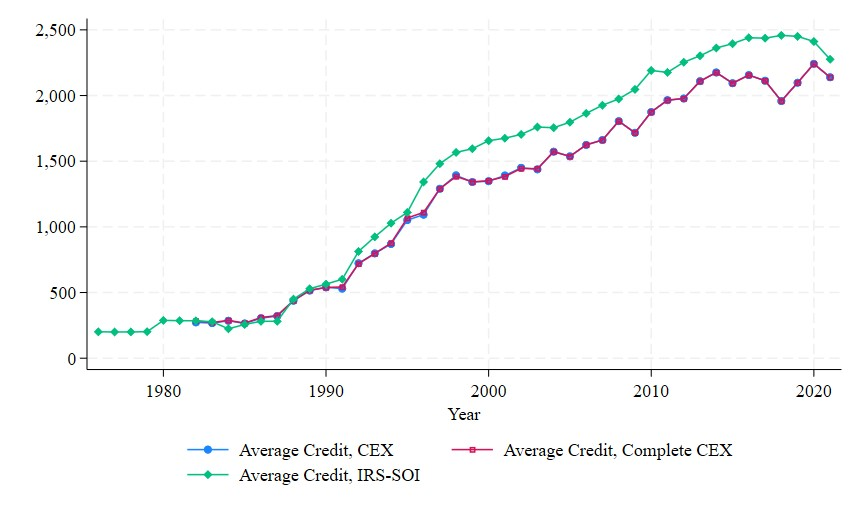 2,500
2,000
1,500
1,000
500
0
1980 1990 2000 2010 2020
Year
Average Credit, CEX Average Credit, Complete CEX
Average Credit, IRS-SOI